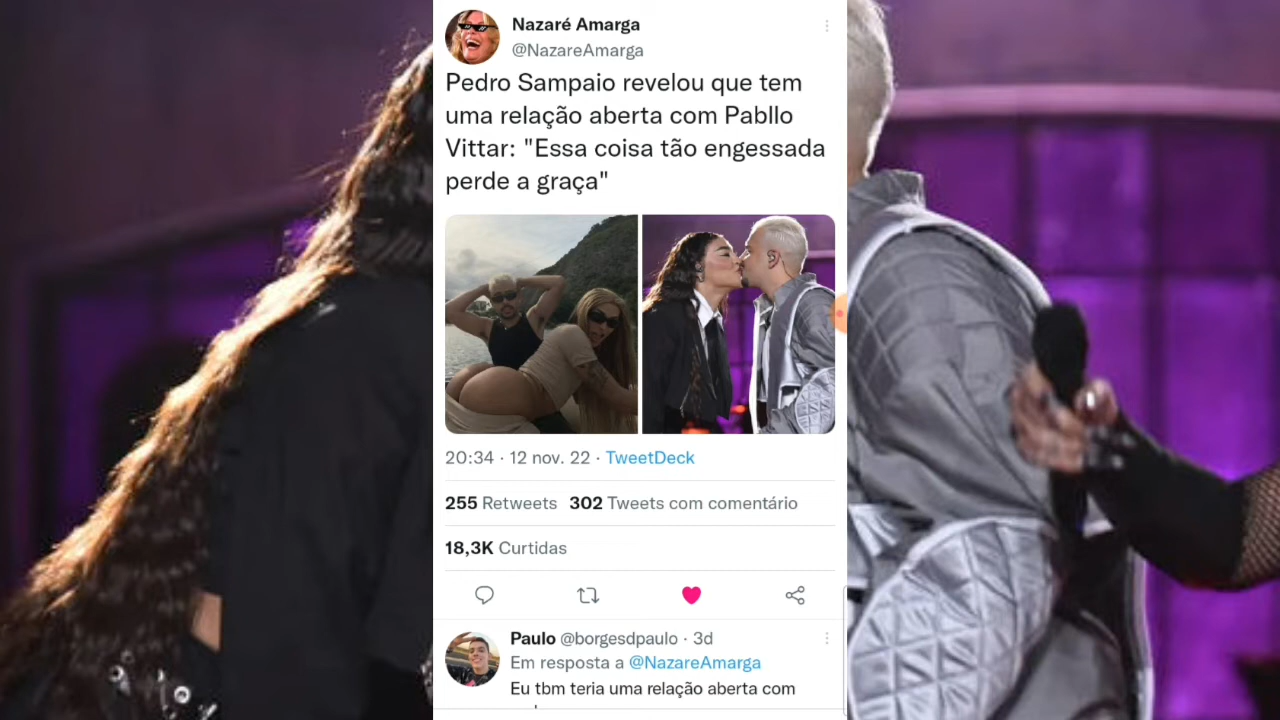 Nazaré Amarga
@NazareAmarga
Pedro Sampaio revelou que tem
uma relação aberta com Pabllo
Vittar: "Essa coisa tão engessada
perde a graça"
20:34 · 12 nov. 22 · TweetDeck
255 Retweets 302 Tweets com comentário
18,3K Curtidas
Paulo @borgesdpaulo · 3d
Em resposta a @NazareAmarga
Eu tbm teria uma relação aberta com